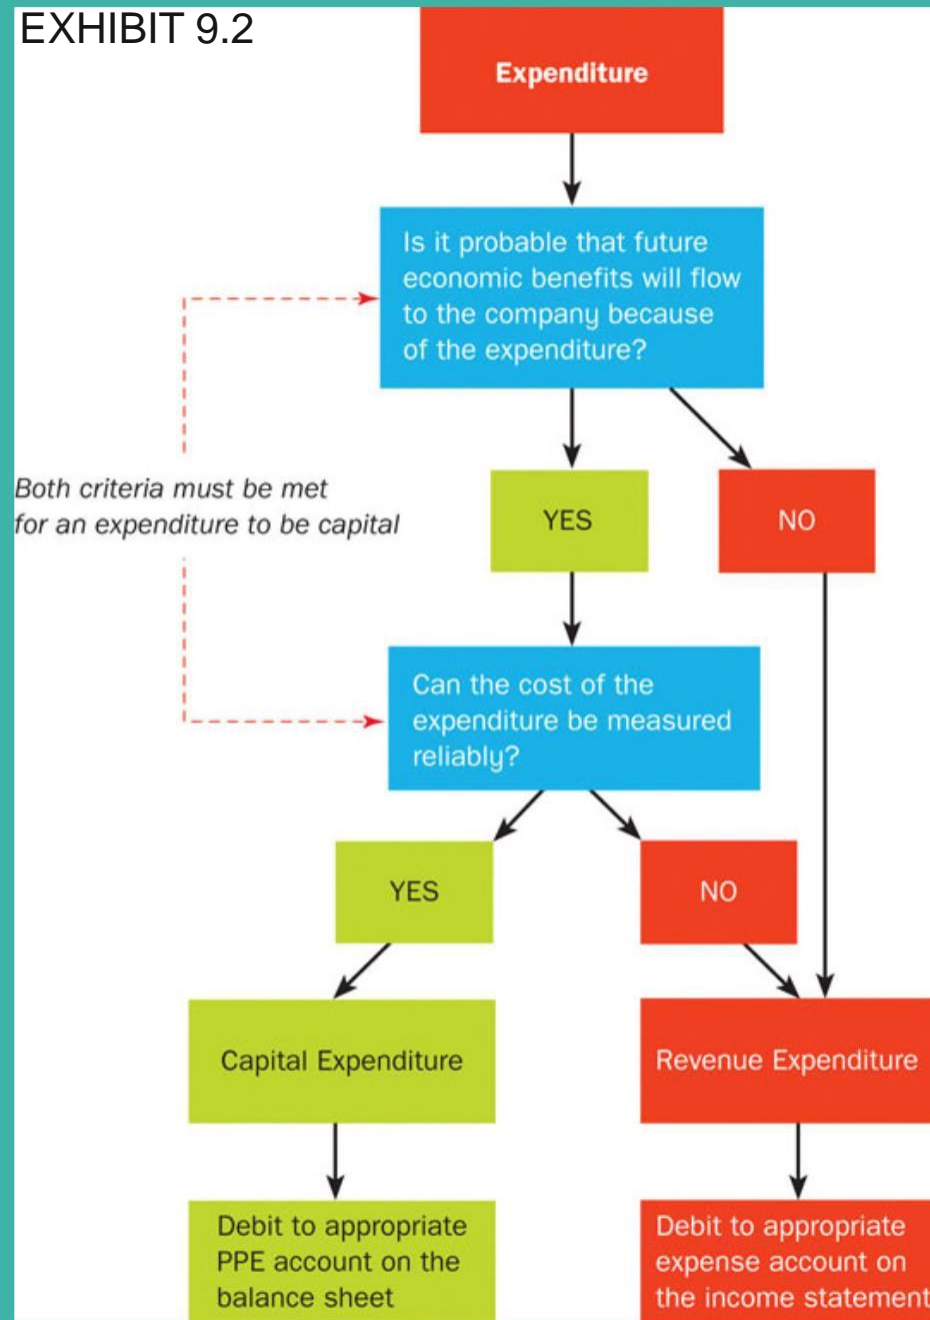 EXHIBIT 9.2
Expenditure
Is it probable that future
economic benefits will flow
to the company because
of the expenditure?
Both criteria must be met
for an expenditure to be capital
YES
NO
Can the cost of the
expenditure be measured
reliably?
YES
NO
Capital Expenditure
Revenue Expenditure
Debit to appropriate
PPE account on the
balance sheet
Debit to appropriate
expense account on
the income statement